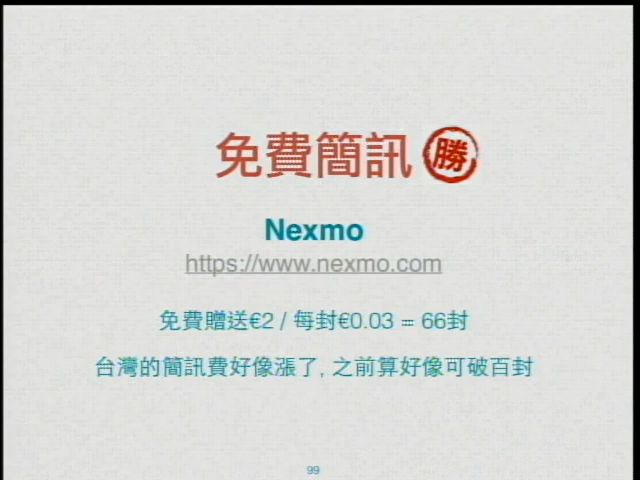 免費簡訊 勝
Nexmo
https://www.nexmo.com
免費贈送€2 / 每封€0.03 = 66封
台灣的簡訊費好像漲了, 之前算好像可破百封
99